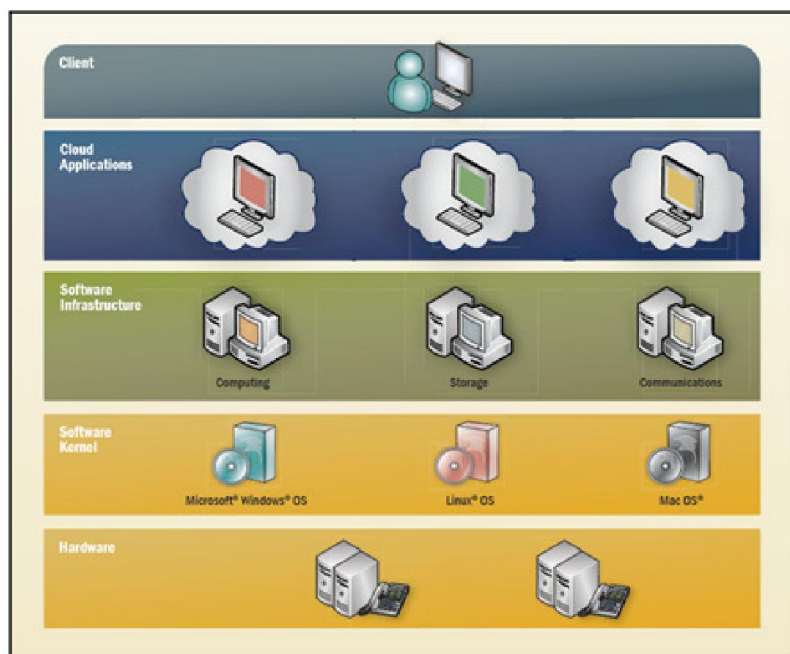 Client
Cloud
Applications
Software
Infrastructure
Computing
Storage
Communications
Software
Kernel
Microsoft® Windows® OS
Linux® OS
Mac OS®
Hardware